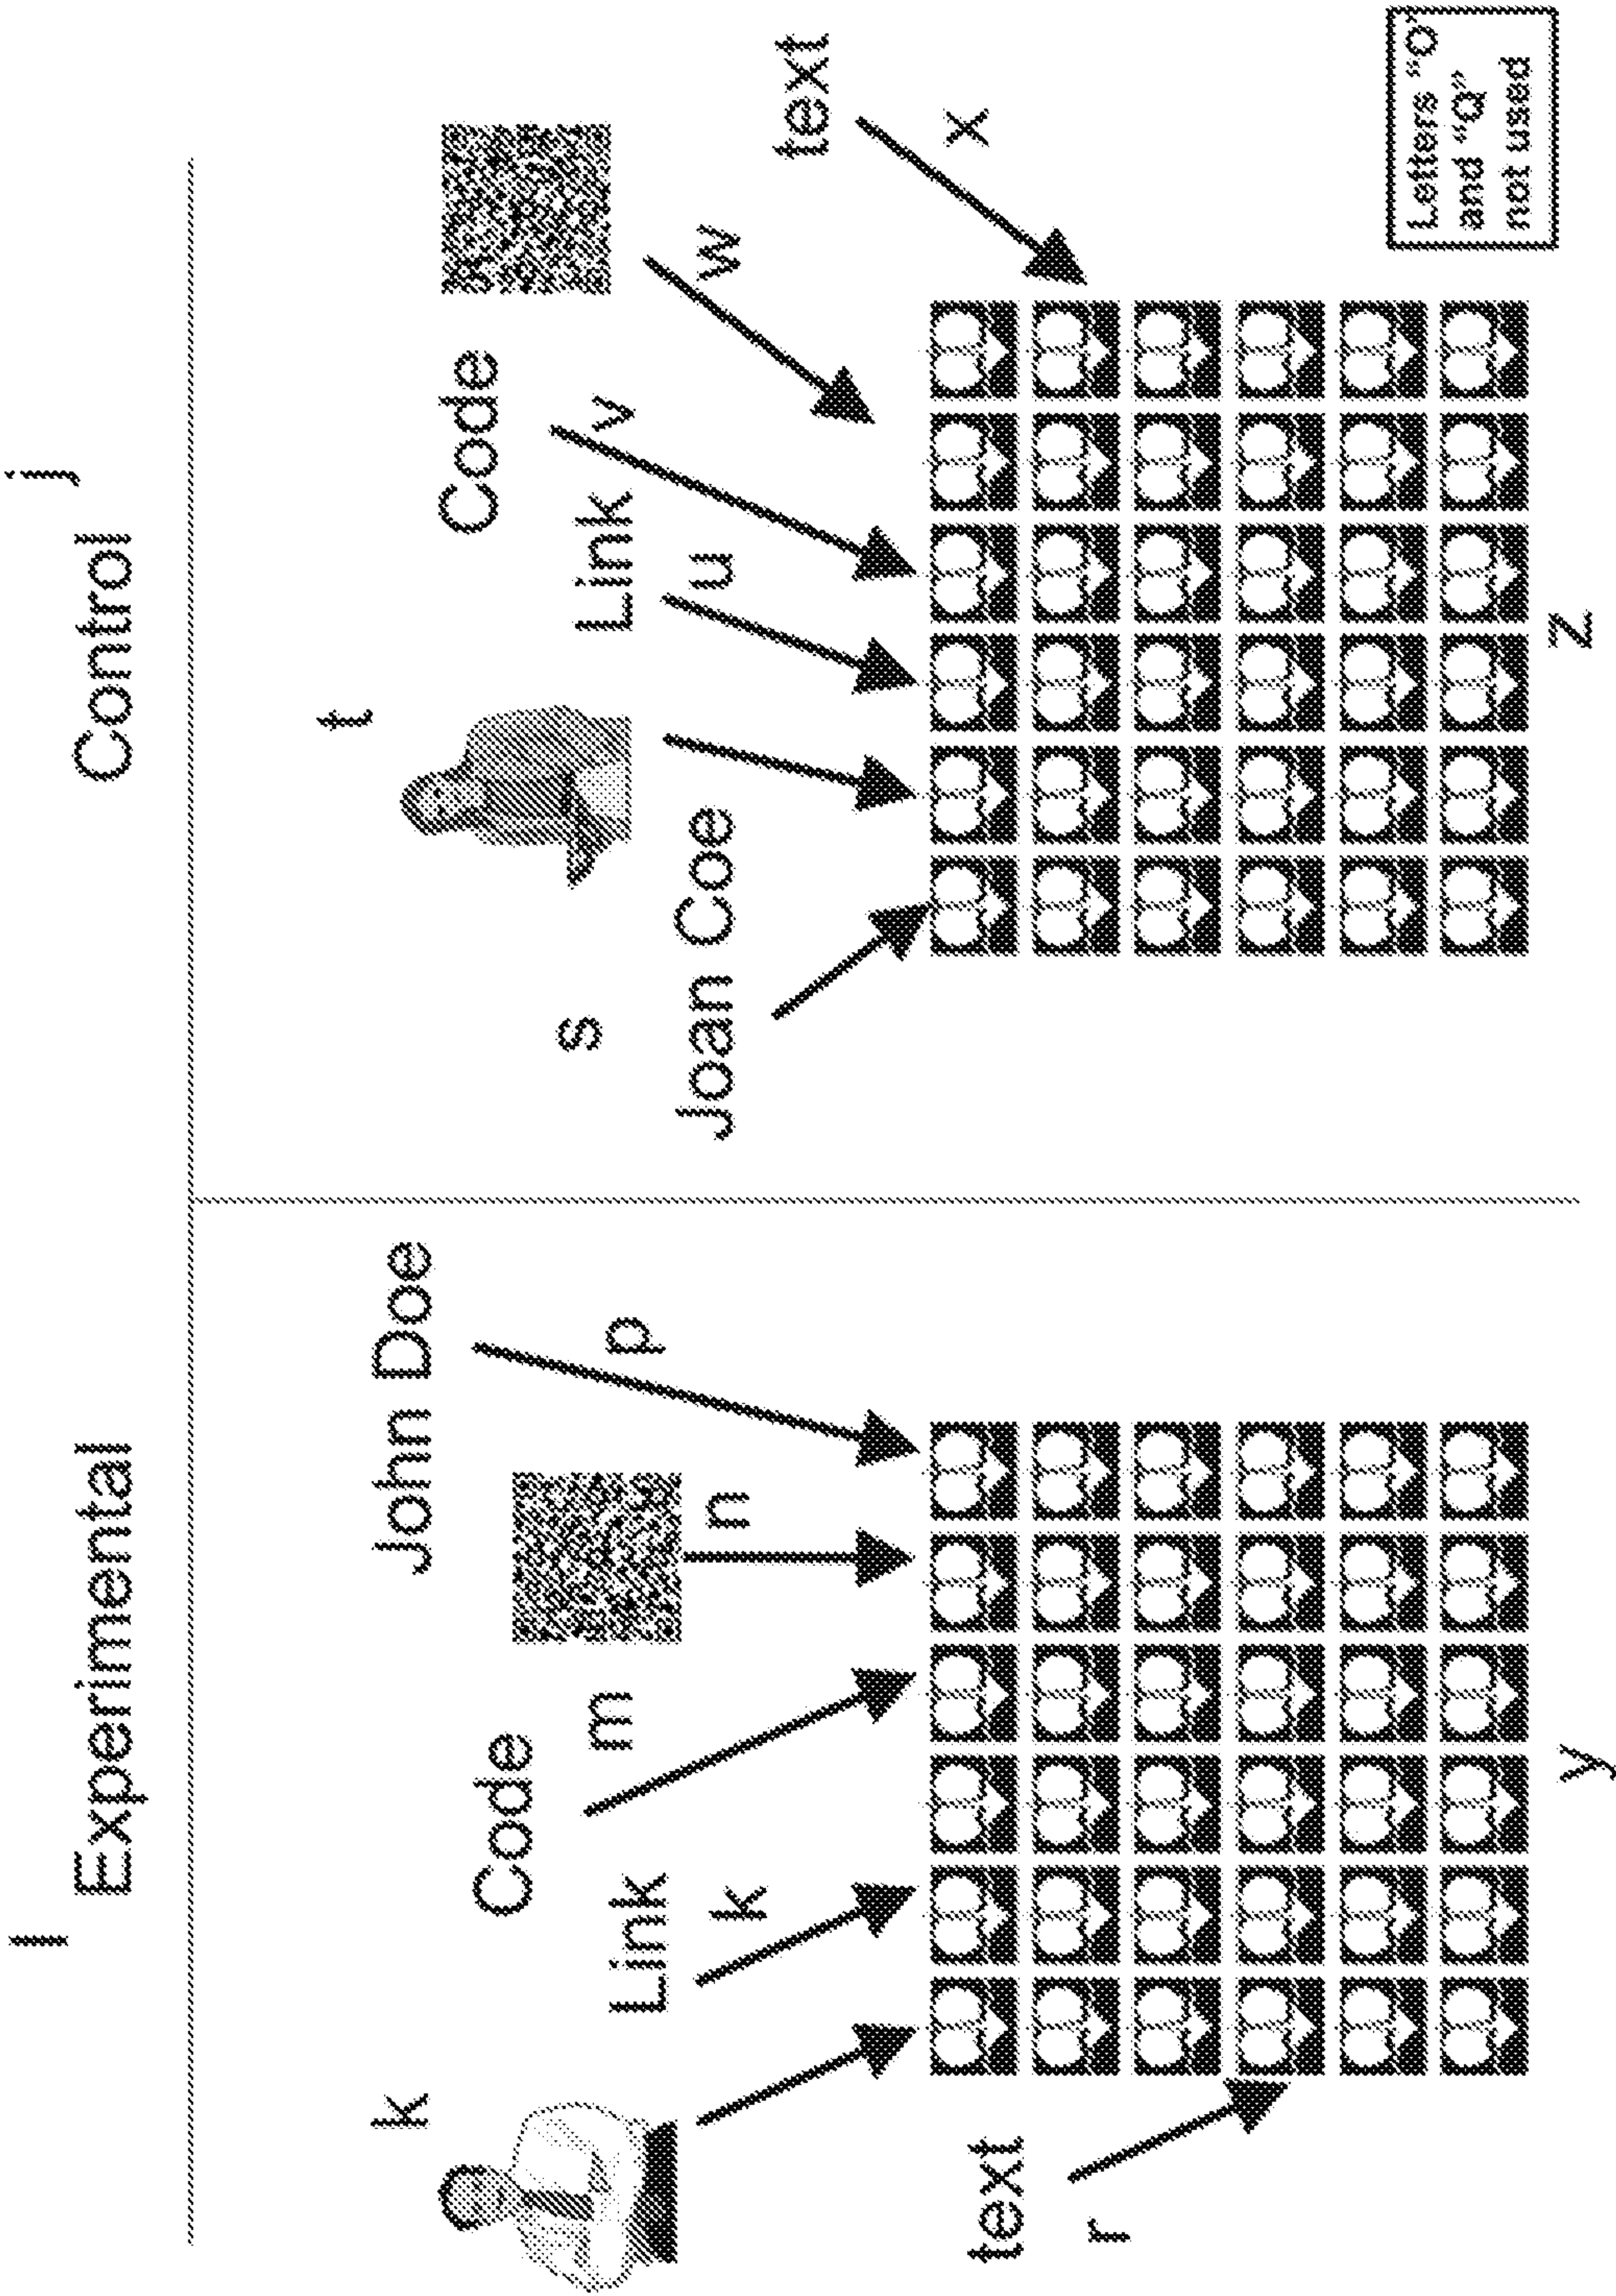 I
j
Experimental
Control
k
John Doe
Code
Link
k
m
n
p
text
r
y
t
Code
Link
s
Joan Coe
u
v
w
text
x
z
Letters “O”
and “Q”
not used